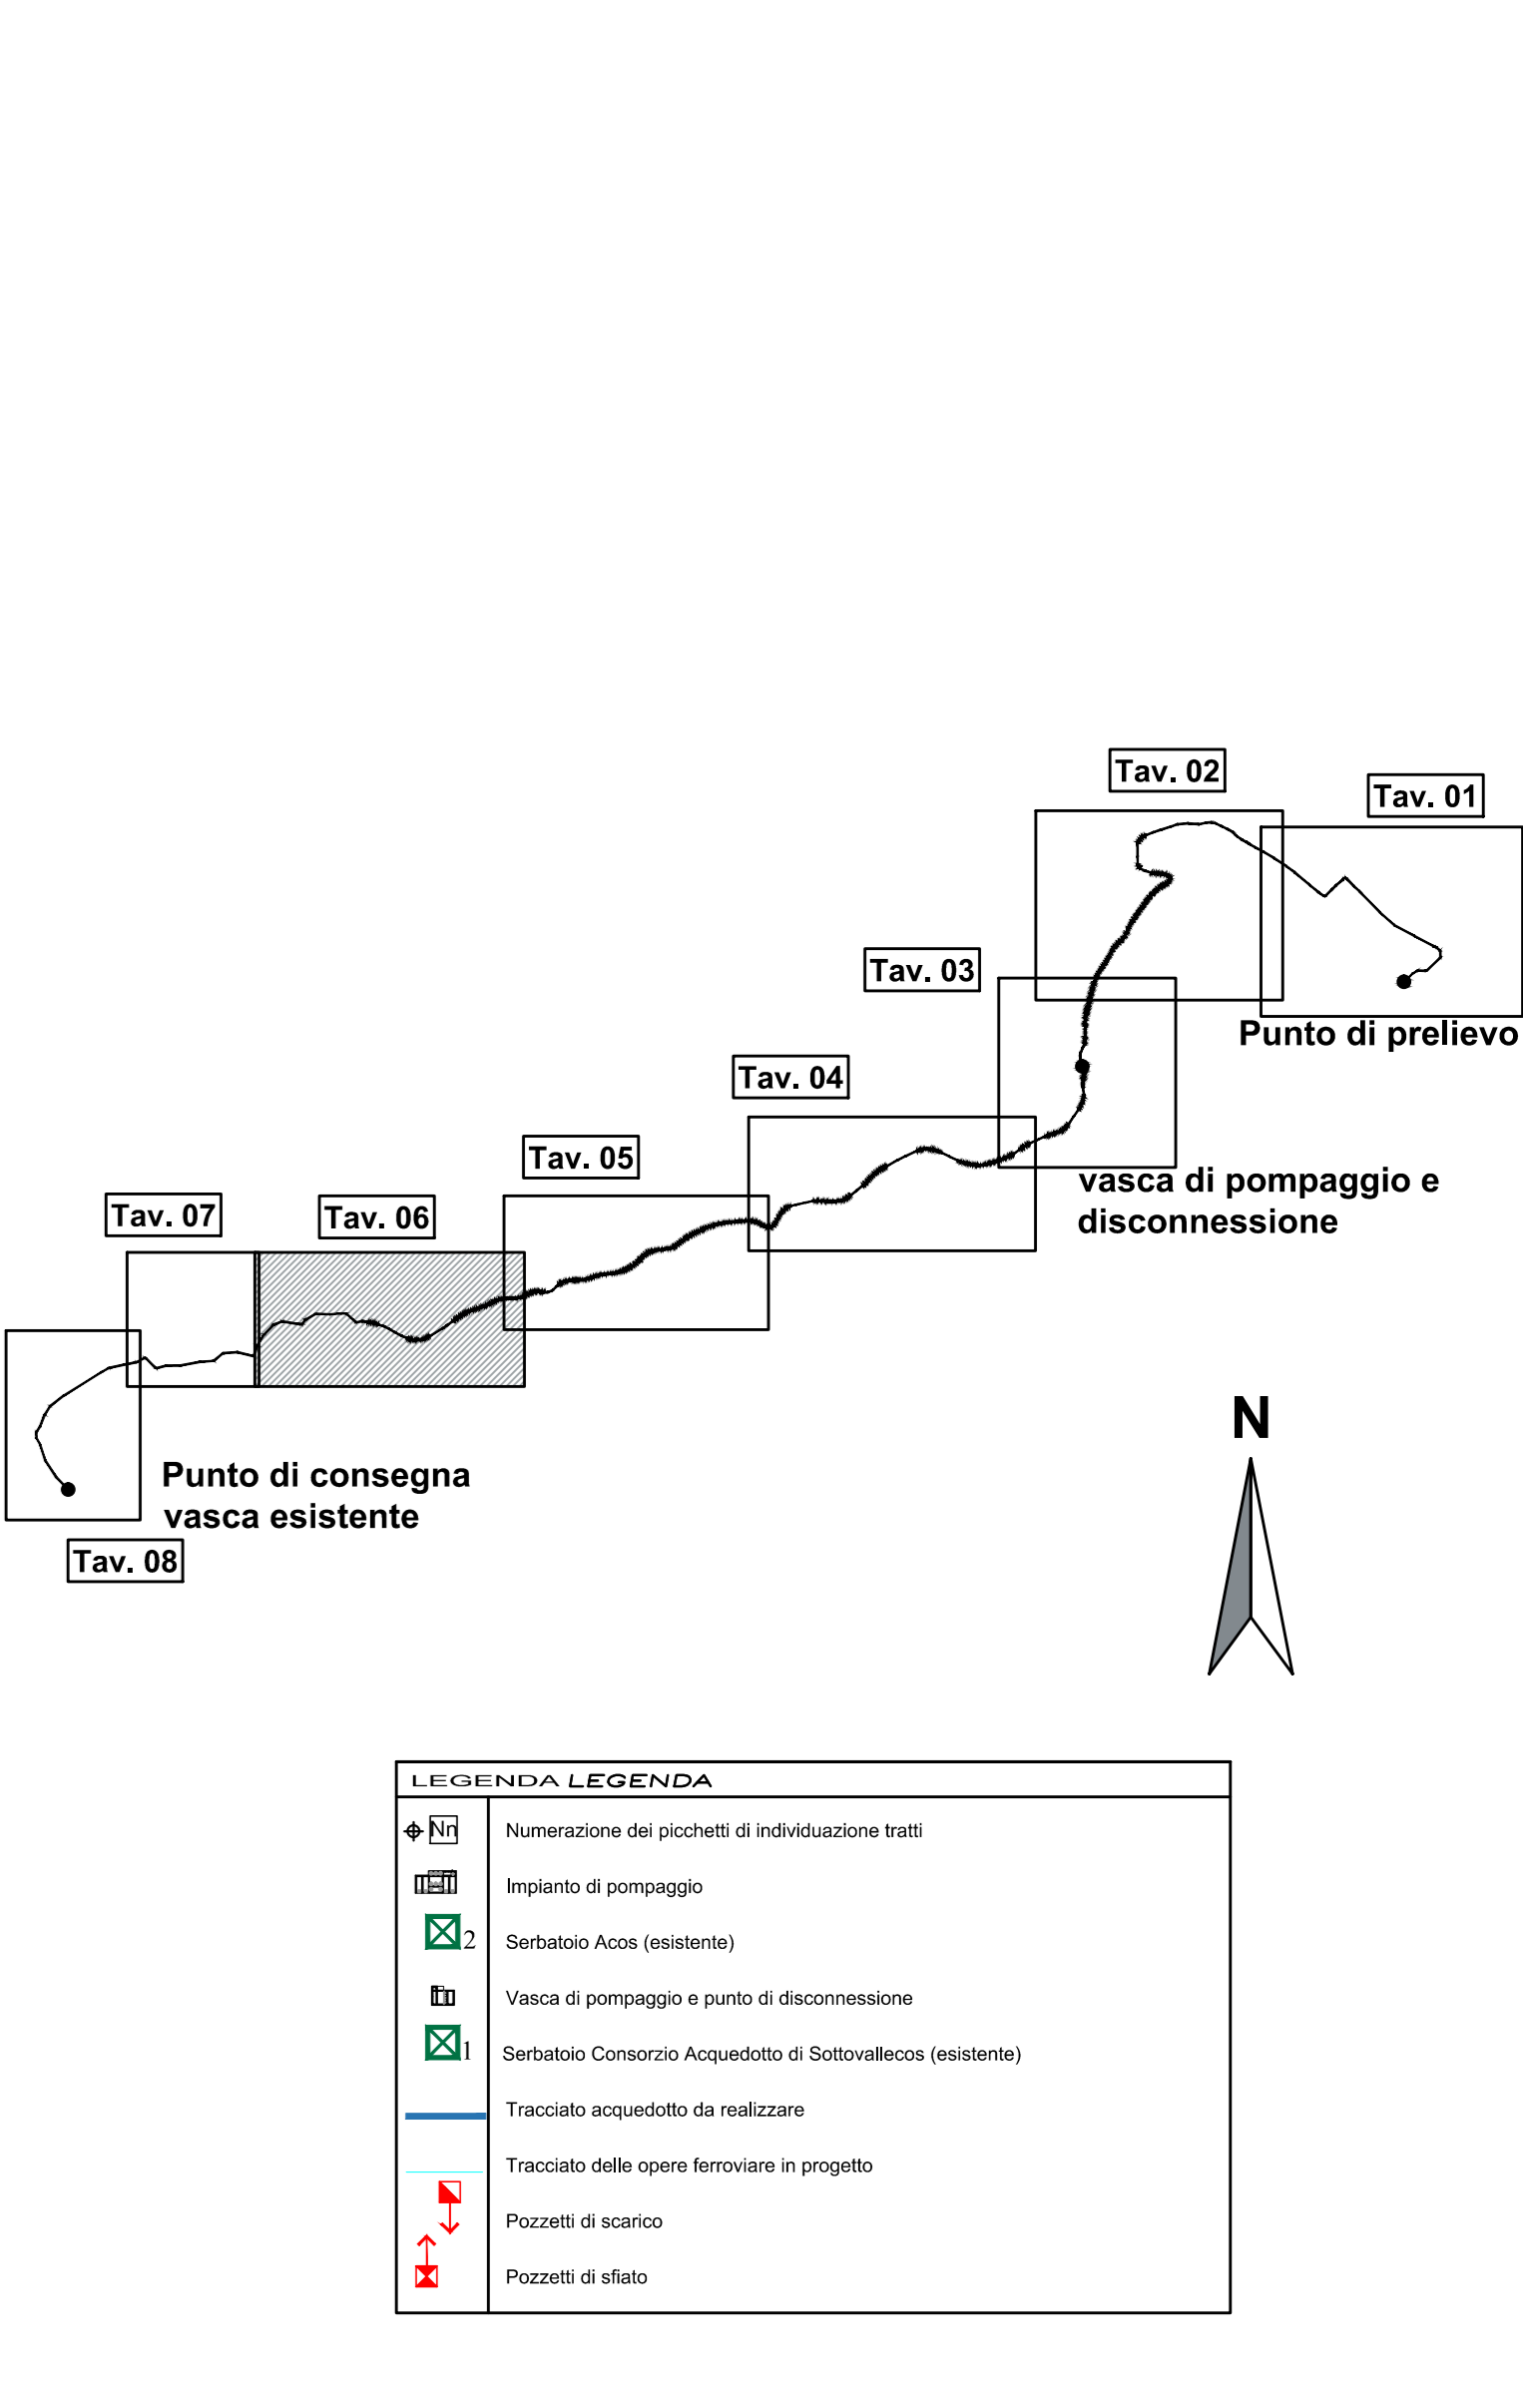 Tav. 02
Tav. 01
Tav. 03
Punto di prelievo
Tav. 04
Tav. 05
vasca di pompaggio e
disconnessione
Tav. 07
Tav. 06
N
Punto di consegna
vasca esistente
Tav. 08
LEGENDA LEGENDA
Nn Numerazione dei picchetti di individuazione tratti
Impianto di pompaggio
2 Serbatoio Acos (esistente)
Vasca di pompaggio e punto di disconnessione
1 Serbatoio Consorzio Acquedotto di Sottovallecos (esistente)
Tracciato acquedotto da realizzare
Tracciato delle opere ferroviare in progetto
Pozzetti di scarico
Pozzetti di sfiato